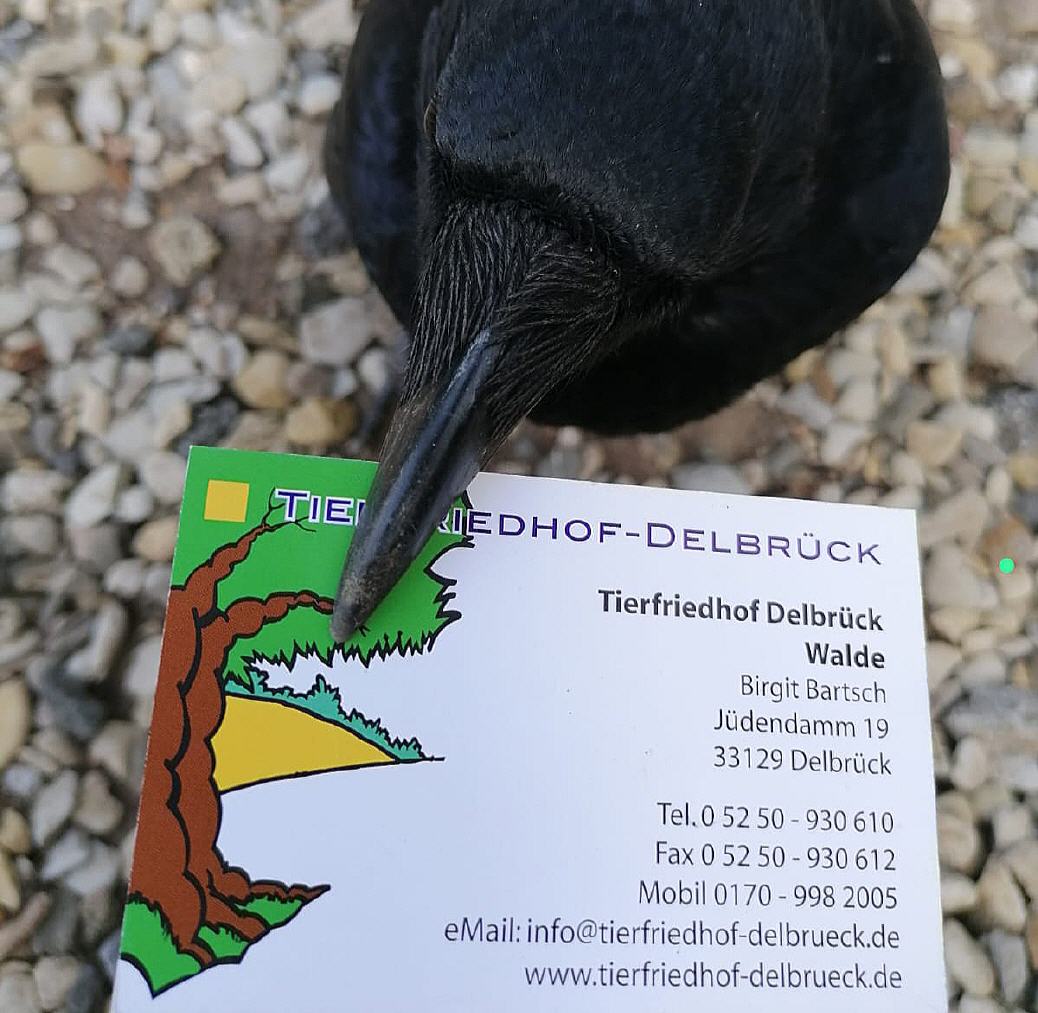 TIERFRIEDHOF-DELBRÜCK
Tierfriedhof Delbrück
Walde
Birgit Bartsch
Jüdendamm 19
33129 Delbrück
Tel. 0 52 50 - 930 610
Fax 0 52 50 - 930 612
Mobil 0170 - 998 2005
eMail: info@tierfriedhof-delbrueck.de
www.tierfriedhof-delbrueck.de